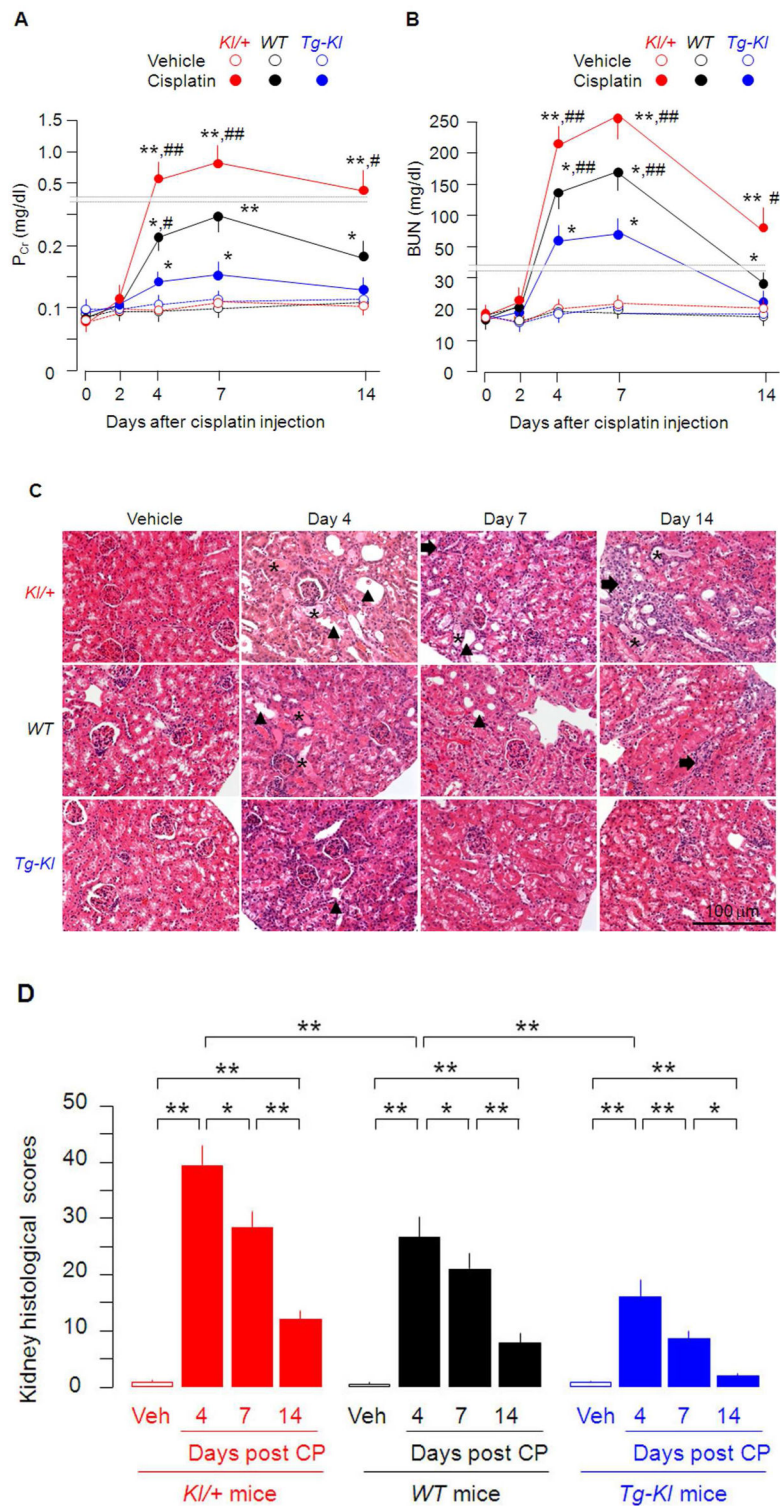 A
Kl/+ WT Tg-Kl
Vehicle
Cisplatin
1.5
1.0
0.5
0.2
0.1
0
P_Cr (mg/dl)
**,## **,## **,#
*,# ** *
* *
0 2 4 7 14
Days after cisplatin injection
B
Kl/+ WT Tg-Kl
Vehicle
Cisplatin
250
200
150
100
50
30
20
10
0
BUN (mg/dl)
**,## **,##
*,## *,## ** #
* * *
0 2 4 7 14
Days after cisplatin injection
C
Vehicle Day 4 Day 7 Day 14
Kl/+
* * * * *
WT
* *
Tg-Kl
100 μm
D
** **
** ** **
** * ** ** * ** ** ** *
50
40
30
20
10
0
Kidney histological scores
Veh 4 7 14 Veh 4 7 14 Veh 4 7 14
Days post CP Days post CP Days post CP
Kl/+ mice WT mice Tg-Kl mice